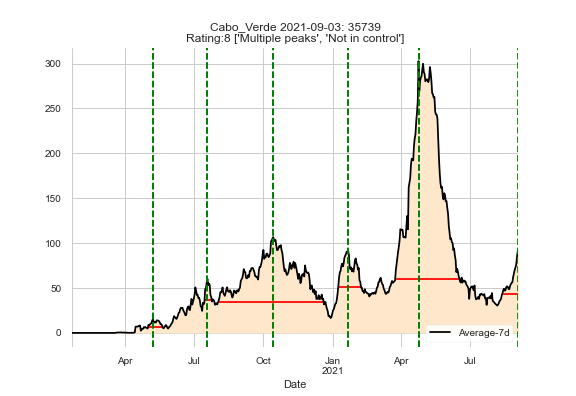 Cabo_Verde 2021-09-03: 35739
Rating:8 ['Multiple peaks', 'Not in control']
300
250
200
150
100
50
0
Average-7d
Apr Jul Oct Jan Apr Jul
2021
Date